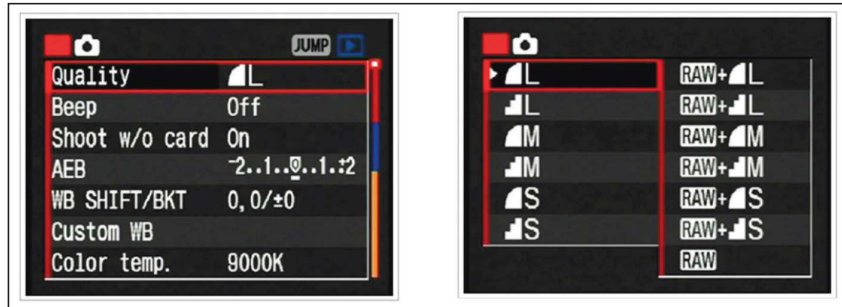 JUMP
Quality L
Beep Off
Shoot w/o card On
AEB -2..1..0..1..+2
WB SHIFT/BKT 0,0/±0
Custom WB
Color temp. 9000K
L RAW+L
L RAW+L
M RAW+M
M RAW+M
S RAW+S
S RAW+S
RAW